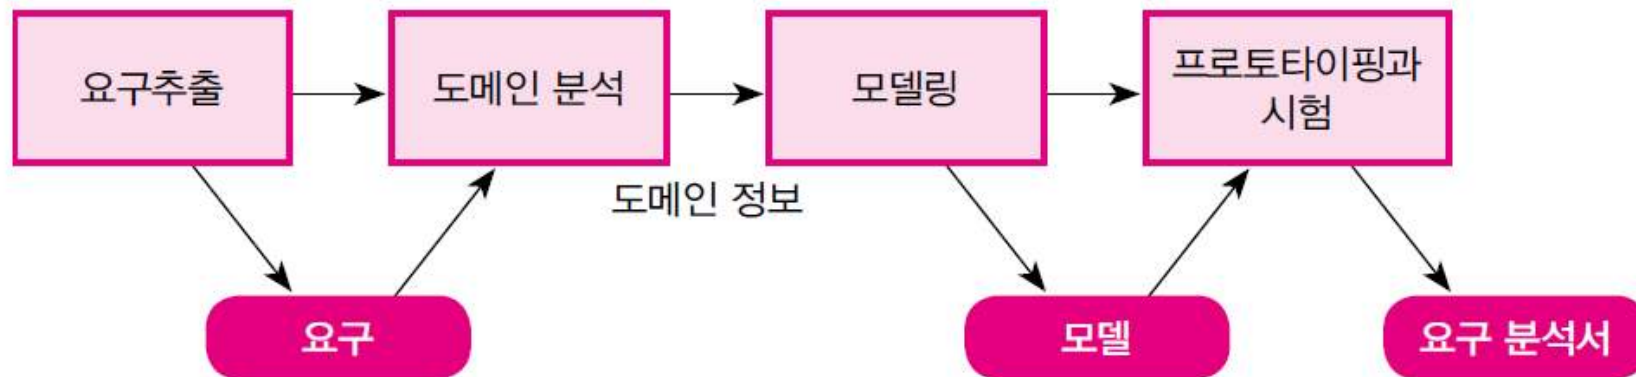 요구추출
도메인 분석
모델링
프로토타이핑과
시험
도메인 정보
요구
모델
요구 분석서